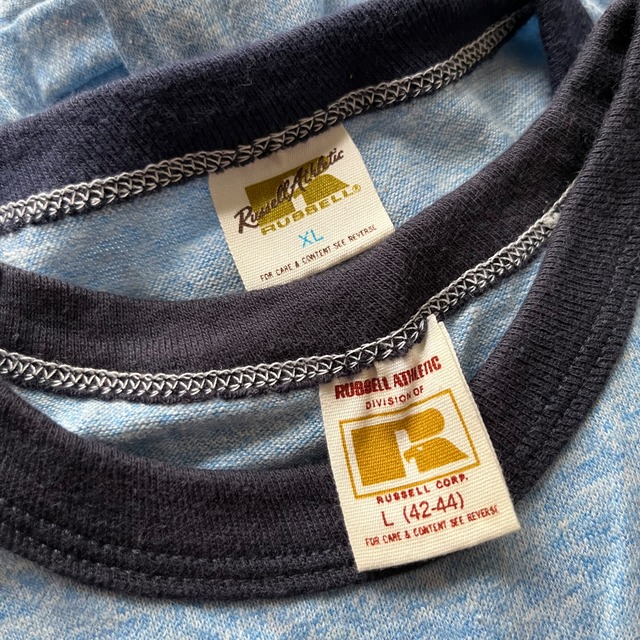 Russell Athletic
RUSSELL®
XL
FOR CARE & CONTENT SEE REVERSE
RUSSELL ATHLETIC
DIVISION OF
R
RUSSELL CORP.
L (42-44)
FOR CARE & CONTENT SEE REVERSE